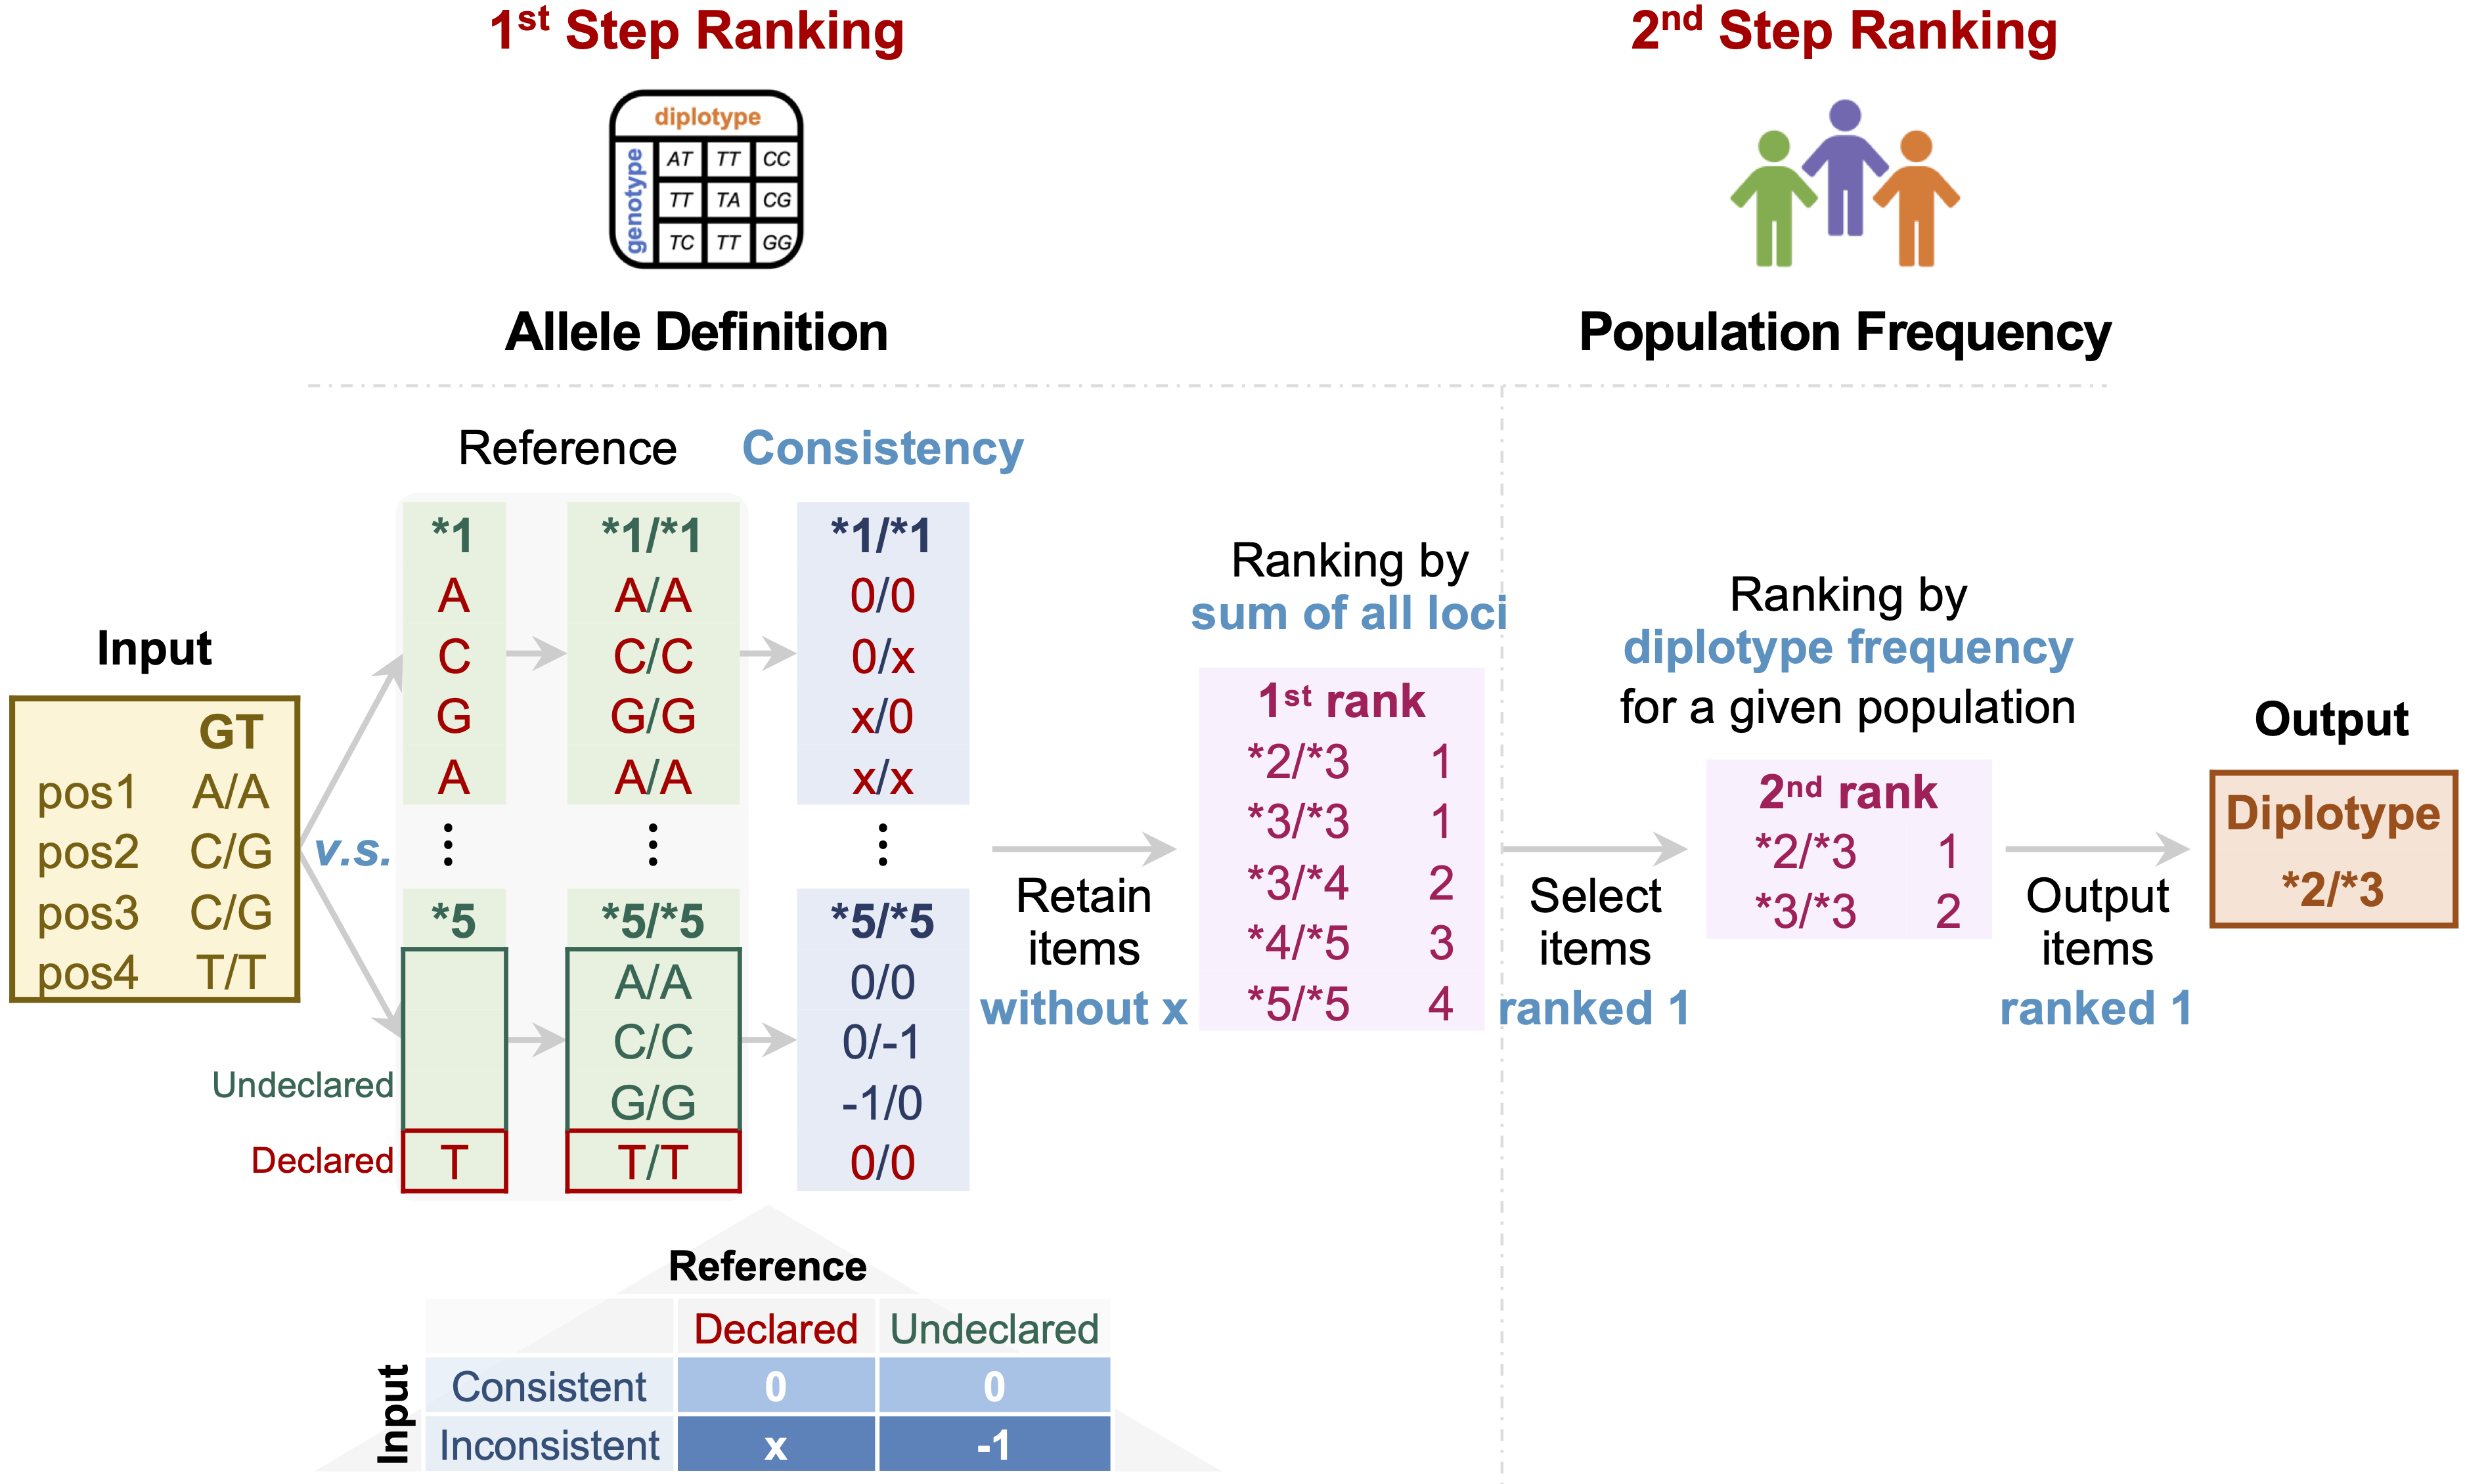 1st Step Ranking
2nd Step Ranking
diplotype
genotype
AT TT CC
TT TA CG
TC TT GG
Allele Definition
Population Frequency
Reference
Consistency
Input
GT
pos1 A/A
pos2 C/G
pos3 C/G
pos4 T/T
v.s.
*1 *1/*1 *1/*1
A A/A 0/0
C C/C 0/x
G G/G x/0
A A/A x/x
⋮ ⋮ ⋮
*5 *5/*5 *5/*5
A/A 0/0
C/C 0/-1
G/G -1/0
T T/T 0/0
Undeclared
Declared
Retain
items
without x
Ranking by
sum of all loci
1st rank
*2/*3 1
*3/*3 1
*3/*4 2
*4/*5 3
*5/*5 4
Select
items
ranked 1
Ranking by
diplotype frequency
for a given population
2nd rank
*2/*3 1
*3/*3 2
Output
items
ranked 1
Output
Diplotype
*2/*3
Reference
Declared Undeclared
Input
Consistent 0 0
Inconsistent x -1